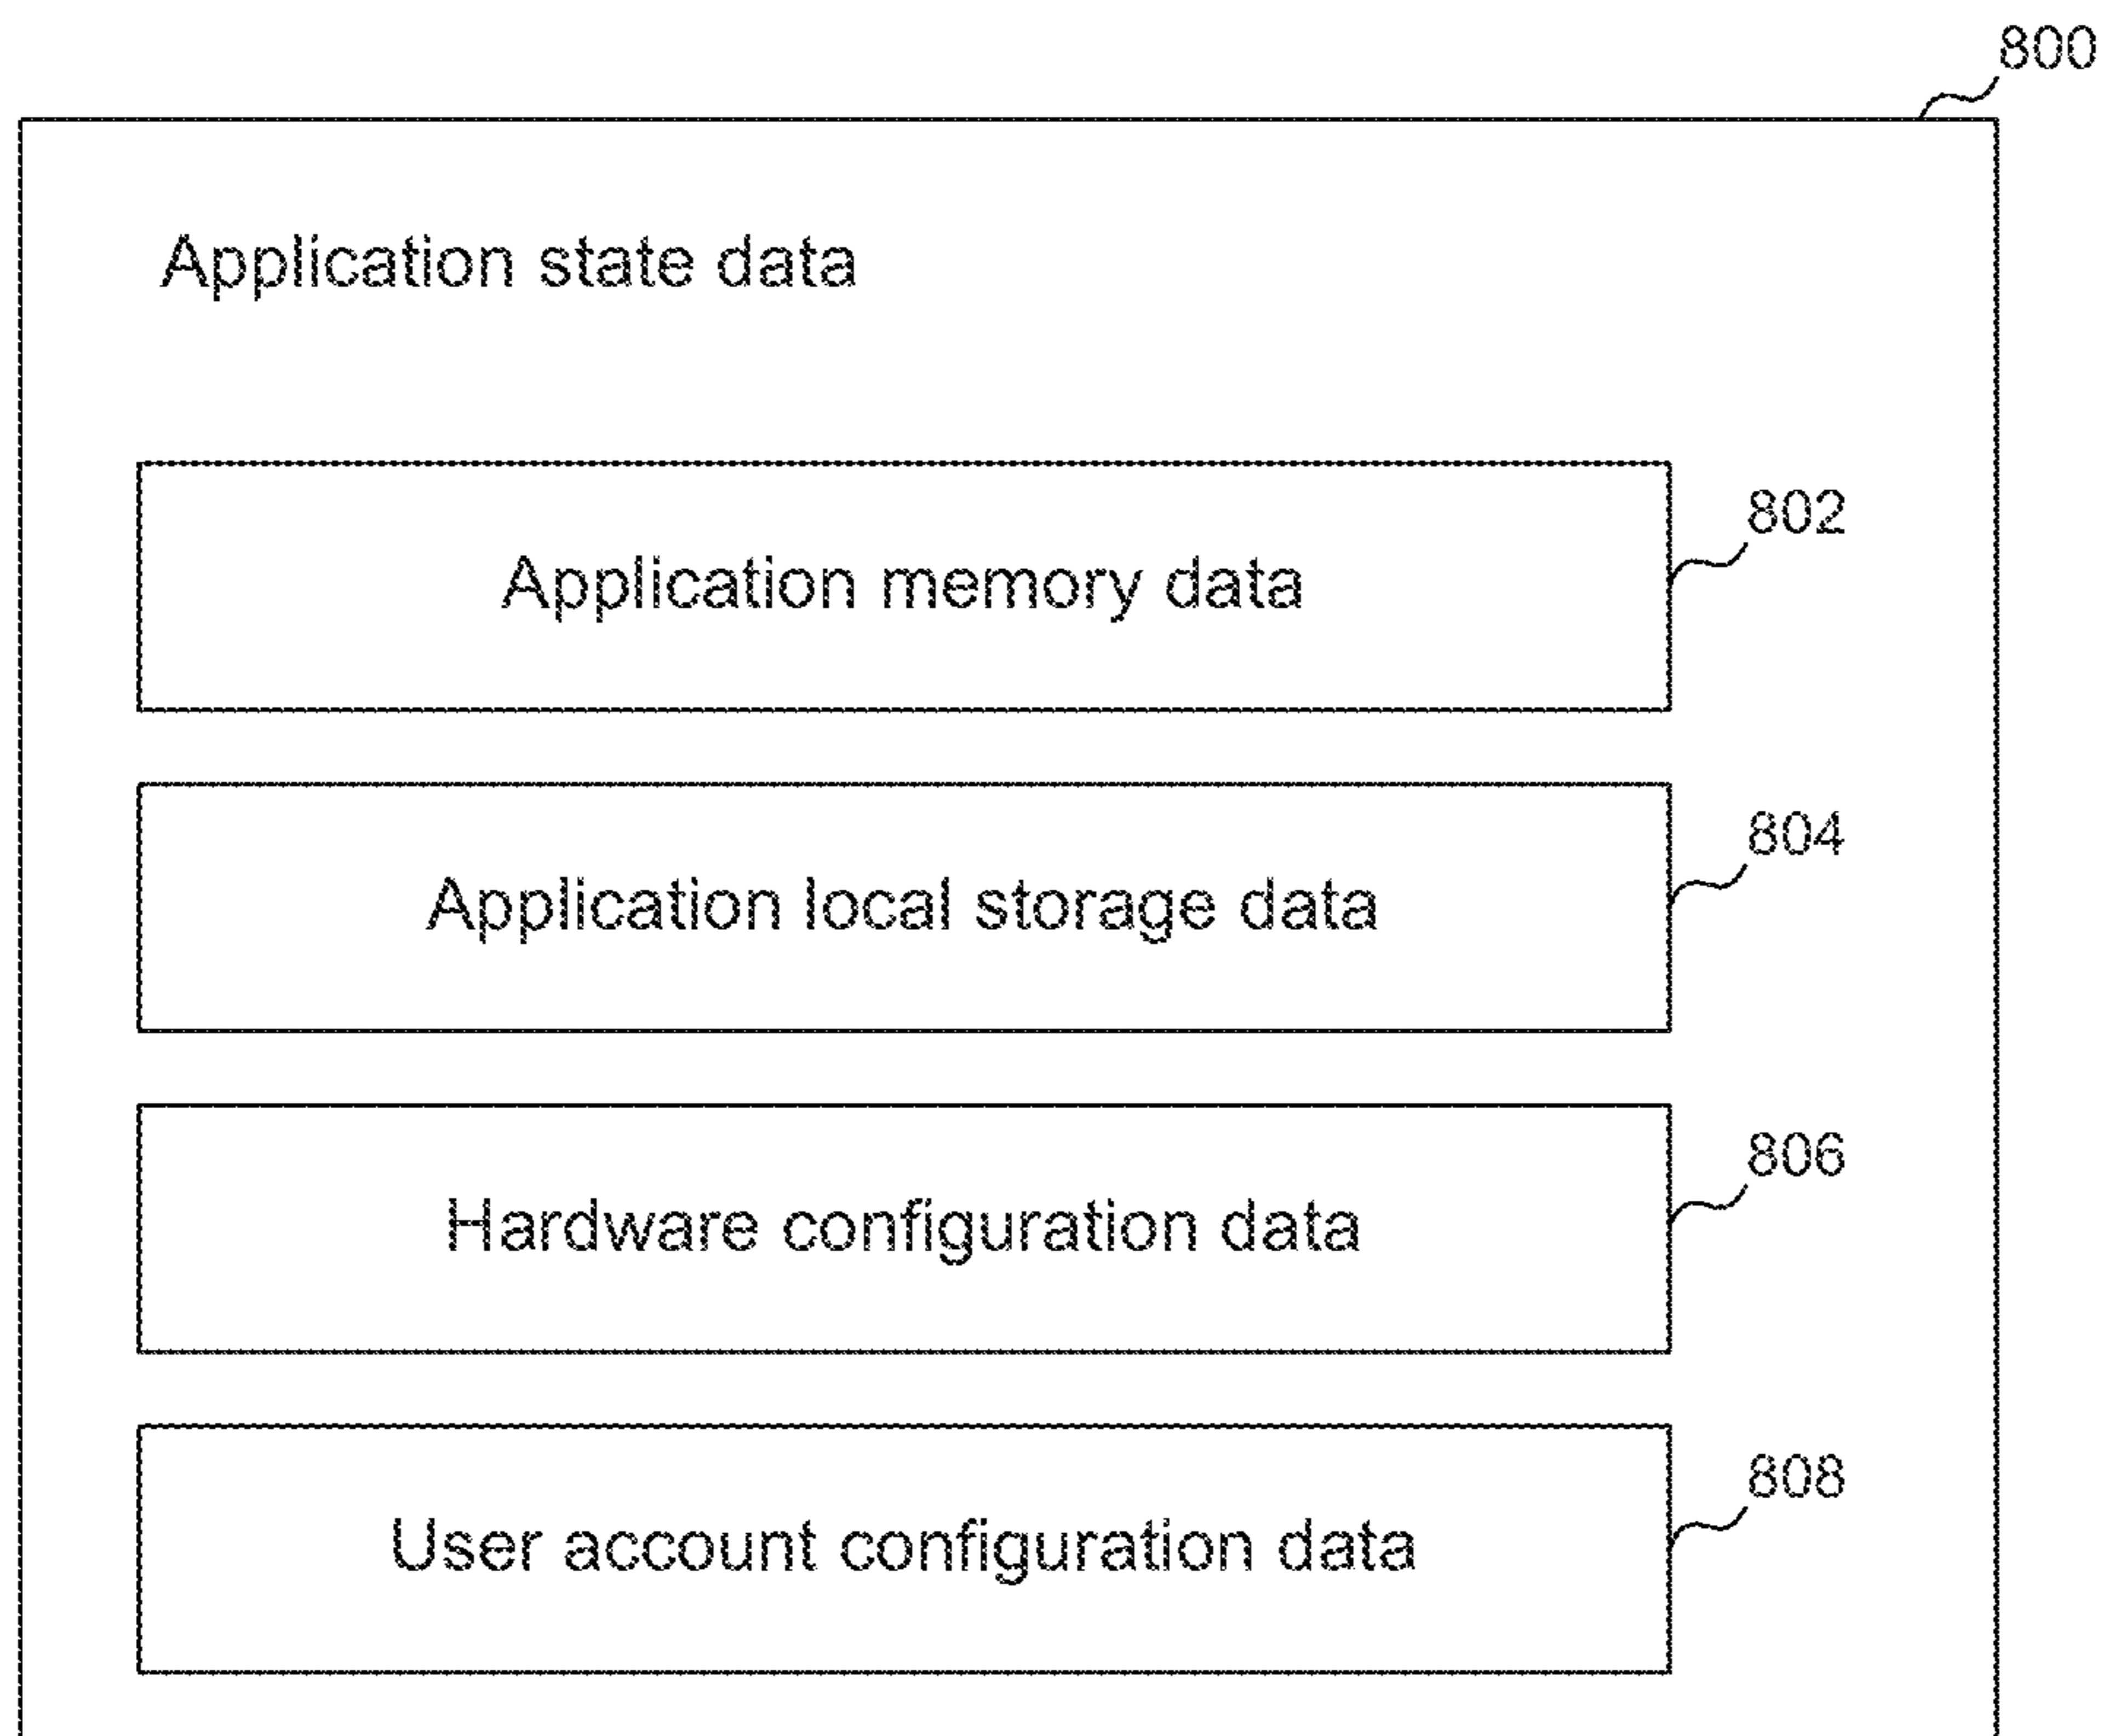 800
Application state data
802
Application memory data
804
Application local storage data
806
Hardware configuration data
808
User account configuration data